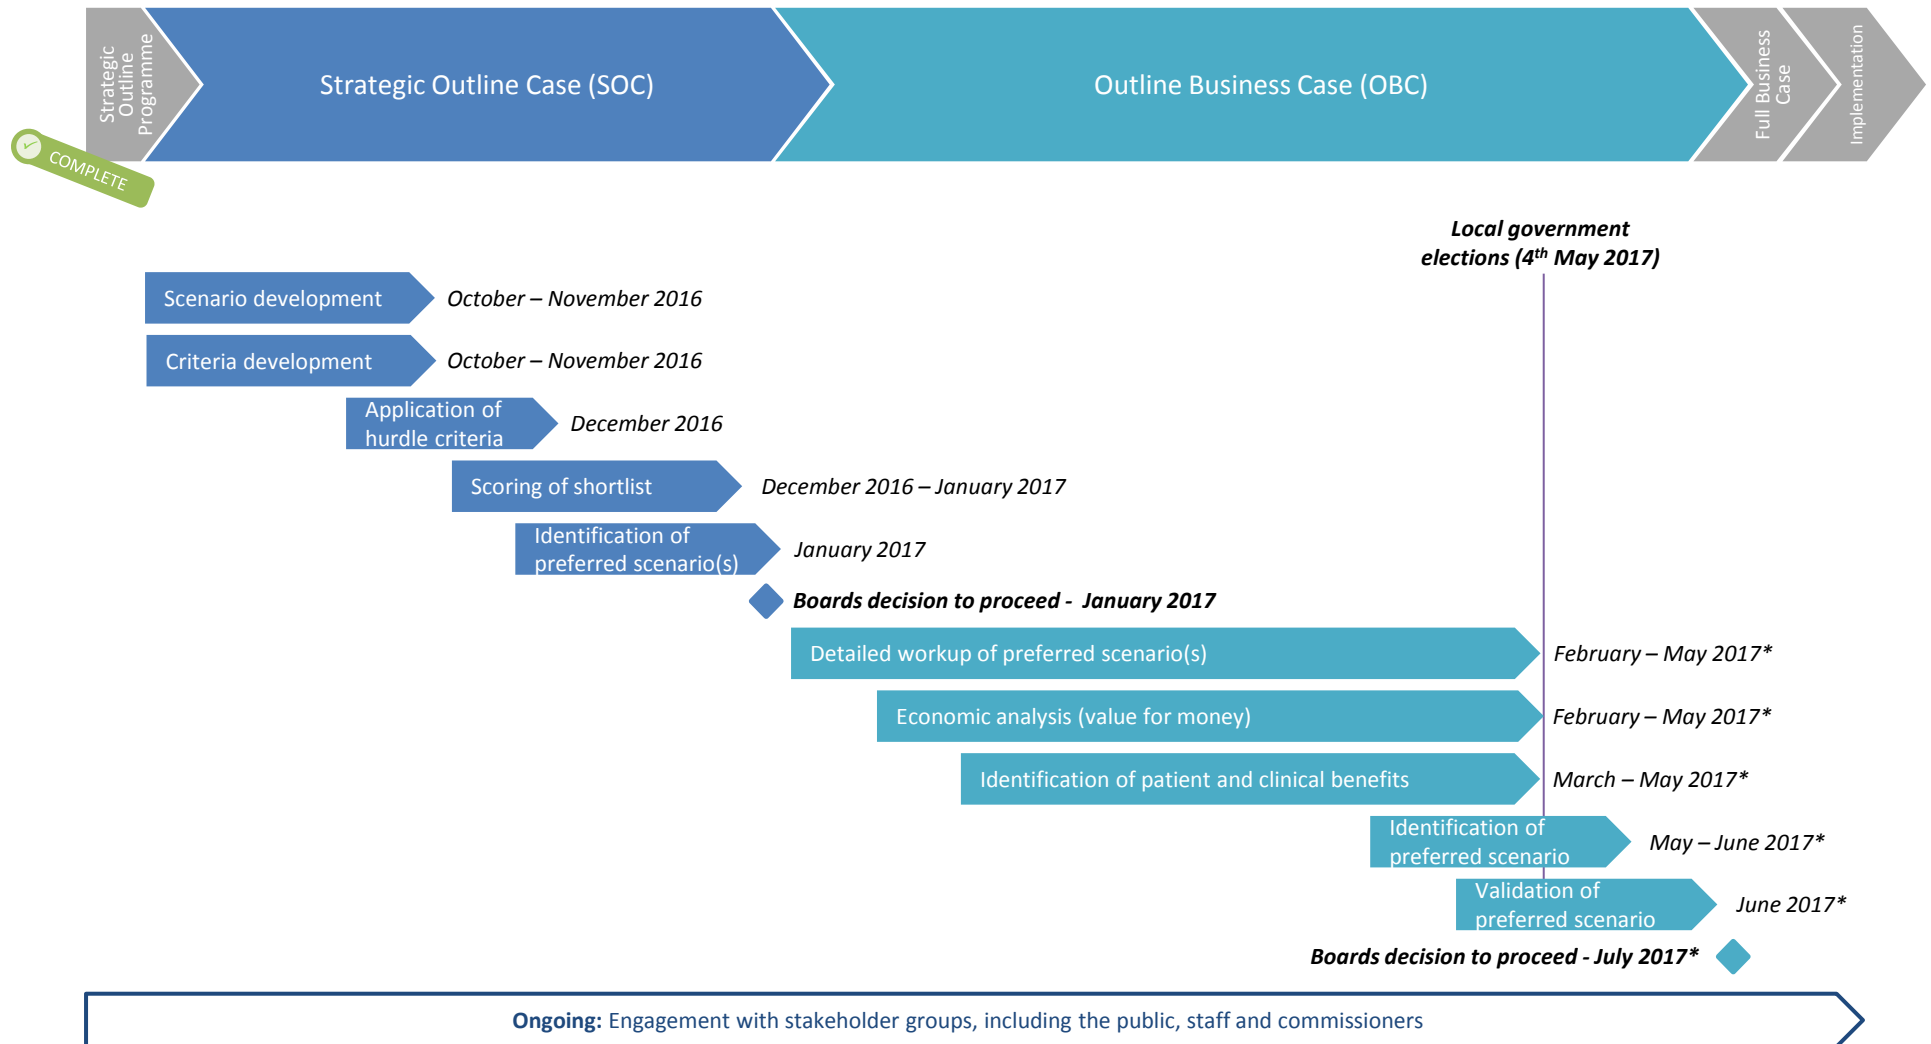 Strategic
Outline
Programme
Strategic Outline Case (SOC)
Outline Business Case (OBC)
Full Business
Case
Implementation
COMPLETE
Local government
elections (4th May 2017)
Scenario development
October – November 2016
Criteria development
October – November 2016
Application of
hurdle criteria
December 2016
Scoring of shortlist
December 2016 – January 2017
Identification of
preferred scenario(s)
January 2017
Boards decision to proceed - January 2017
Detailed workup of preferred scenario(s)
February – May 2017*
Economic analysis (value for money)
February – May 2017*
Identification of patient and clinical benefits
March – May 2017*
Identification of
preferred scenario
May – June 2017*
Validation of
preferred scenario
June 2017*
Boards decision to proceed - July 2017*
Ongoing: Engagement with stakeholder groups, including the public, staff and commissioners